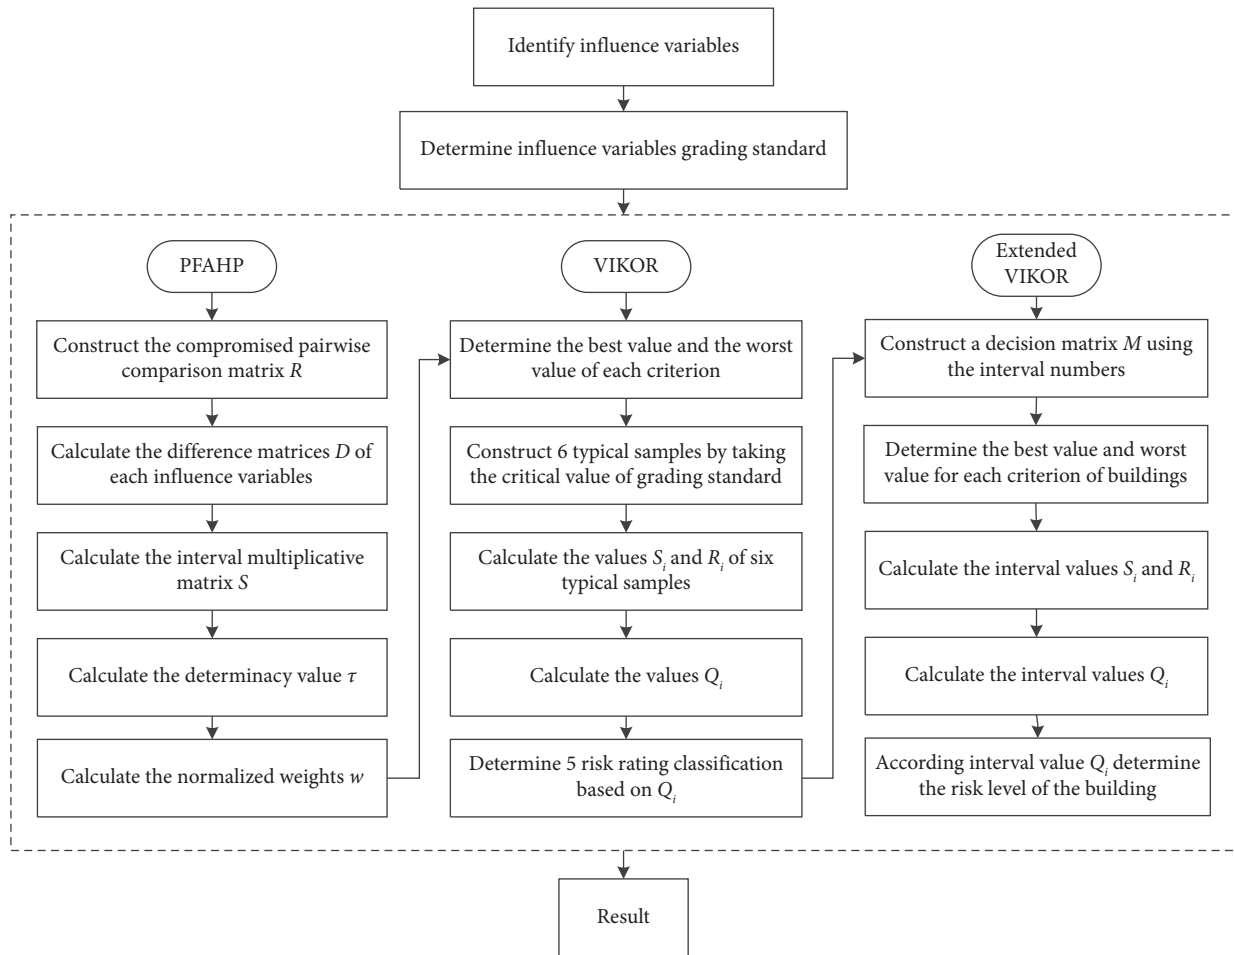 Identify influence variables
Determine influence variables grading standard
PFAHP
Construct the compromised pairwise
comparison matrix R
Calculate the difference matrices D of
each influence variables
Calculate the interval multiplicative
matrix S
Calculate the determinacy value τ
Calculate the normalized weights w
VIKOR
Determine the best value and the worst
value of each criterion
Construct 6 typical samples by taking
the critical value of grading standard
Calculate the values S_i and R_i of six
typical samples
Calculate the values Q_i
Determine 5 risk rating classification
based on Q_i
Extended
VIKOR
Construct a decision matrix M using
the interval numbers
Determine the best value and worst
value for each criterion of buildings
Calculate the interval values S_i and R_i
Calculate the interval values Q_i
According interval value Q_i determine
the risk level of the building
Result